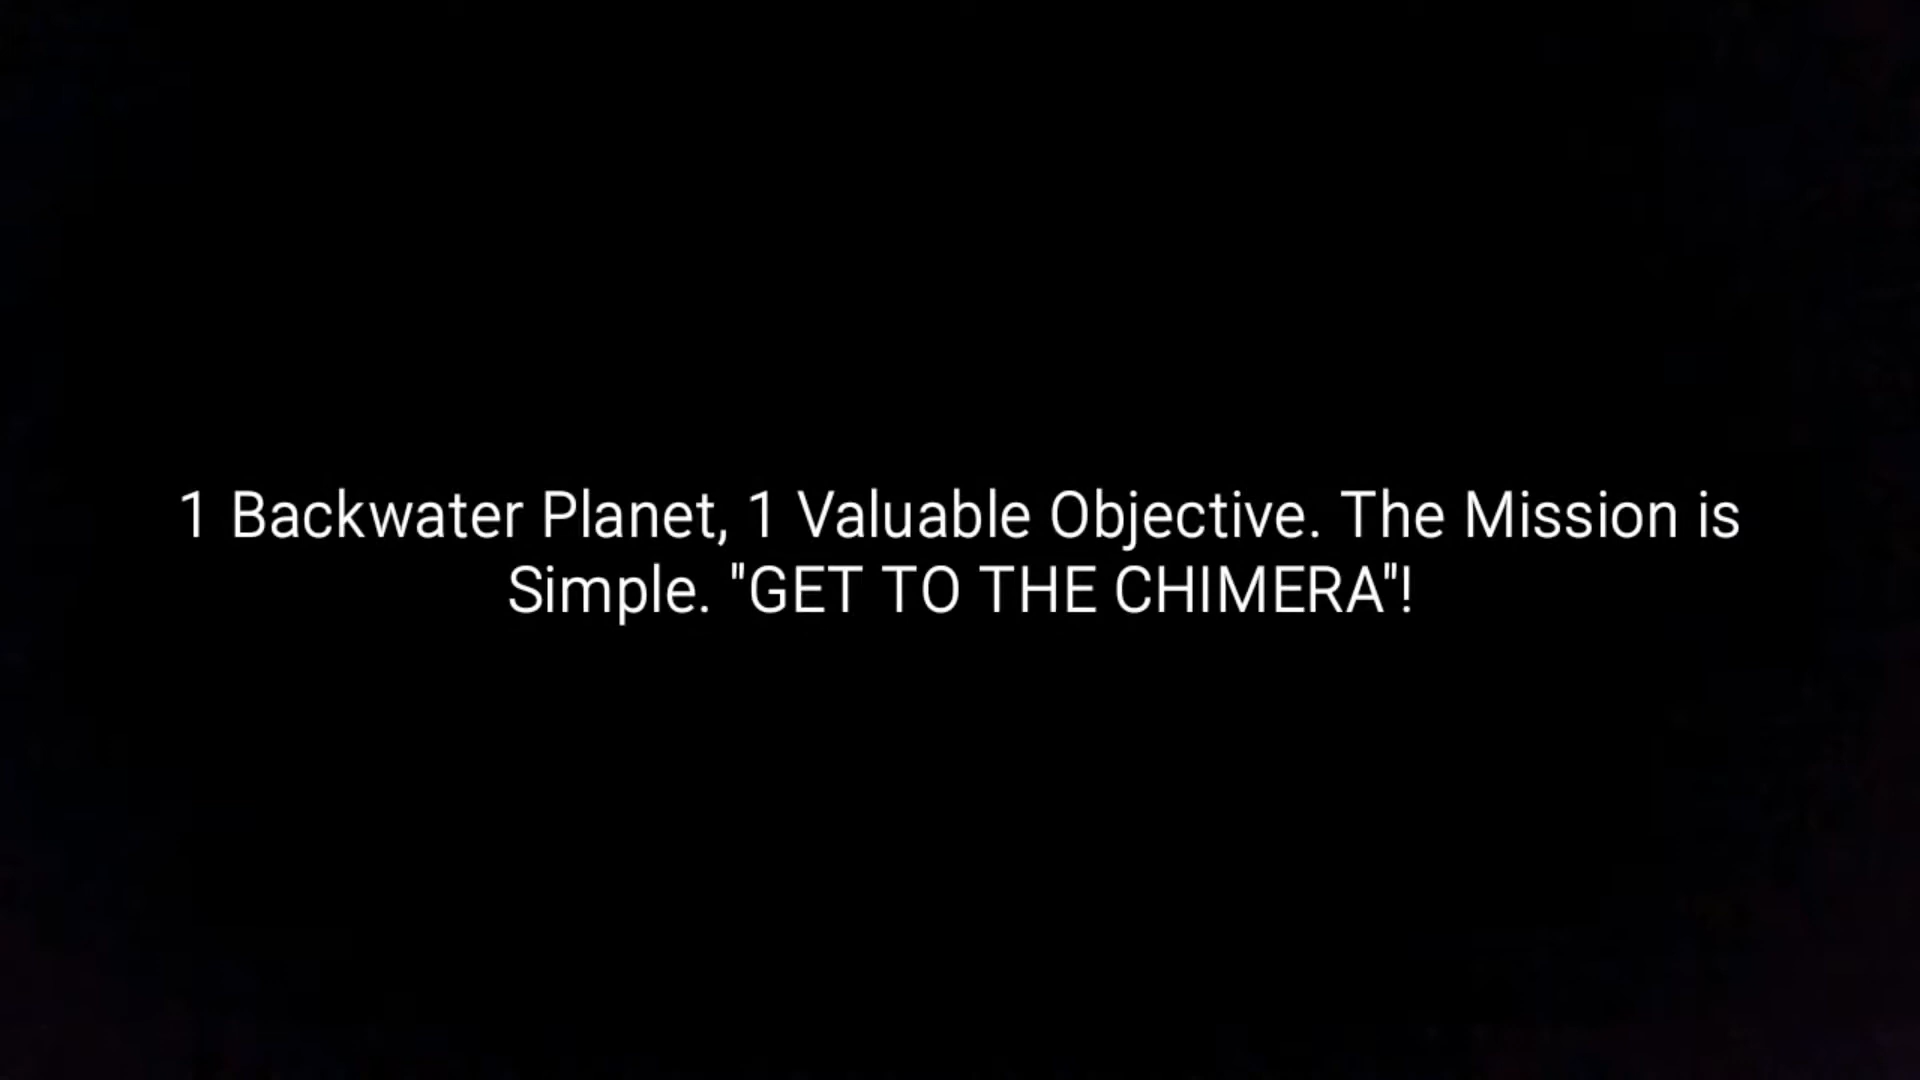 1 Backwater Planet, 1 Valuable Objective. The Mission is
Simple. "GET TO THE CHIMERA"!